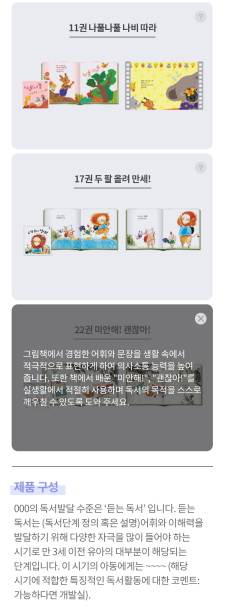 11권 나풀나풀 나비 따라
17권 두 팔 올려 만세!
22권 미안해! 괜찮아!
그림책에서 경험한 어휘와 문장을 생활 속에서
적극적으로 표현하게 하여 의사소통 능력을 높여
줍니다. 또한 책에서 배운 "미안해!", "괜찮아!"를
실생활에서 적절히 사용하며 독서의 목적을 스스로
깨우칠 수 있도록 도와 주세요.
제품 구성
000의 독서발달 수준은 '듣는 독서' 입니다. 듣는
독서는 (독서단계 정의 혹은 설명)어휘와 이해력을
발달하기 위해 다양한 자극을 많이 들어야 하는
시기로 만 3세 이전 유아의 대부분이 해당되는
단계입니다. 이 시기의 아동에게는 ~~~~ (해당
시기에 적합한 특징적인 독서활동에 대한 코멘트:
가능하다면 개발실).